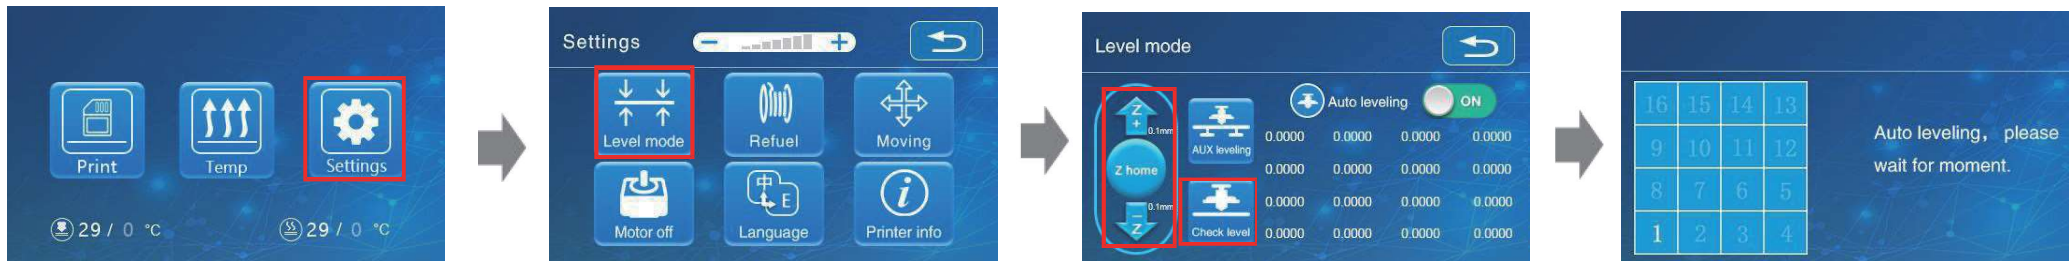 Print
Temp
Settings
29 / 0 °C
29 / 0 °C
Settings
Level mode
Refuel
Moving
Motor off
中
E
Language
i
Printer info
Level mode
Z
+
0.1mm
Z home
0.1mm
Z
AUX leveling
Check level
Auto leveling
ON
0.0000 0.0000 0.0000 0.0000
0.0000 0.0000 0.0000 0.0000
0.0000 0.0000 0.0000 0.0000
0.0000 0.0000 0.0000 0.0000
16 15 14 13
9 10 11 12
8 7 6 5
1 2 3 4
Auto leveling, please
wait for moment.